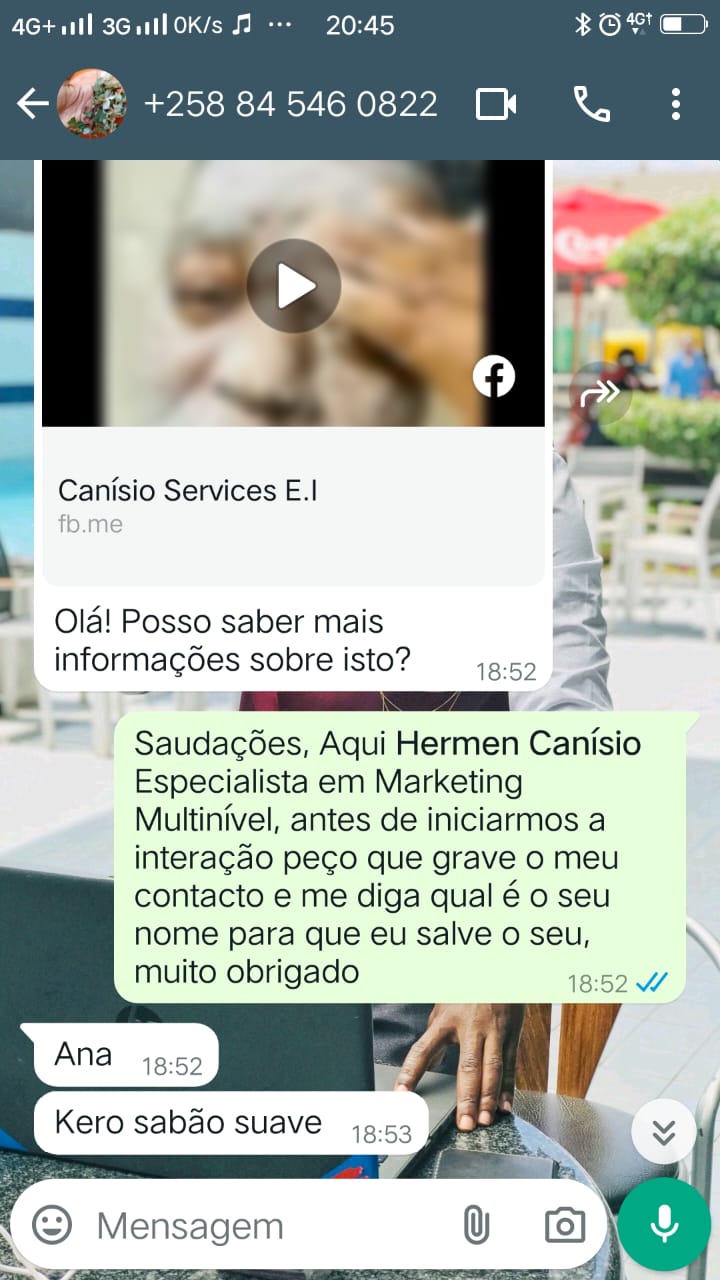 4G+ 3G 0K/s ... 20:45 4G
+258 84 546 0822
Canísio Services E.I
fb.me
Olá! Posso saber mais
informações sobre isto? 18:52
Saudações, Aqui Hermen Canísio
Especialista em Marketing
Multinível, antes de iniciarmos a
interação peço que grave o meu
contacto e me diga qual é o seu
nome para que eu salve o seu,
muito obrigado 18:52
Ana 18:52
Kero sabão suave 18:53
Mensagem